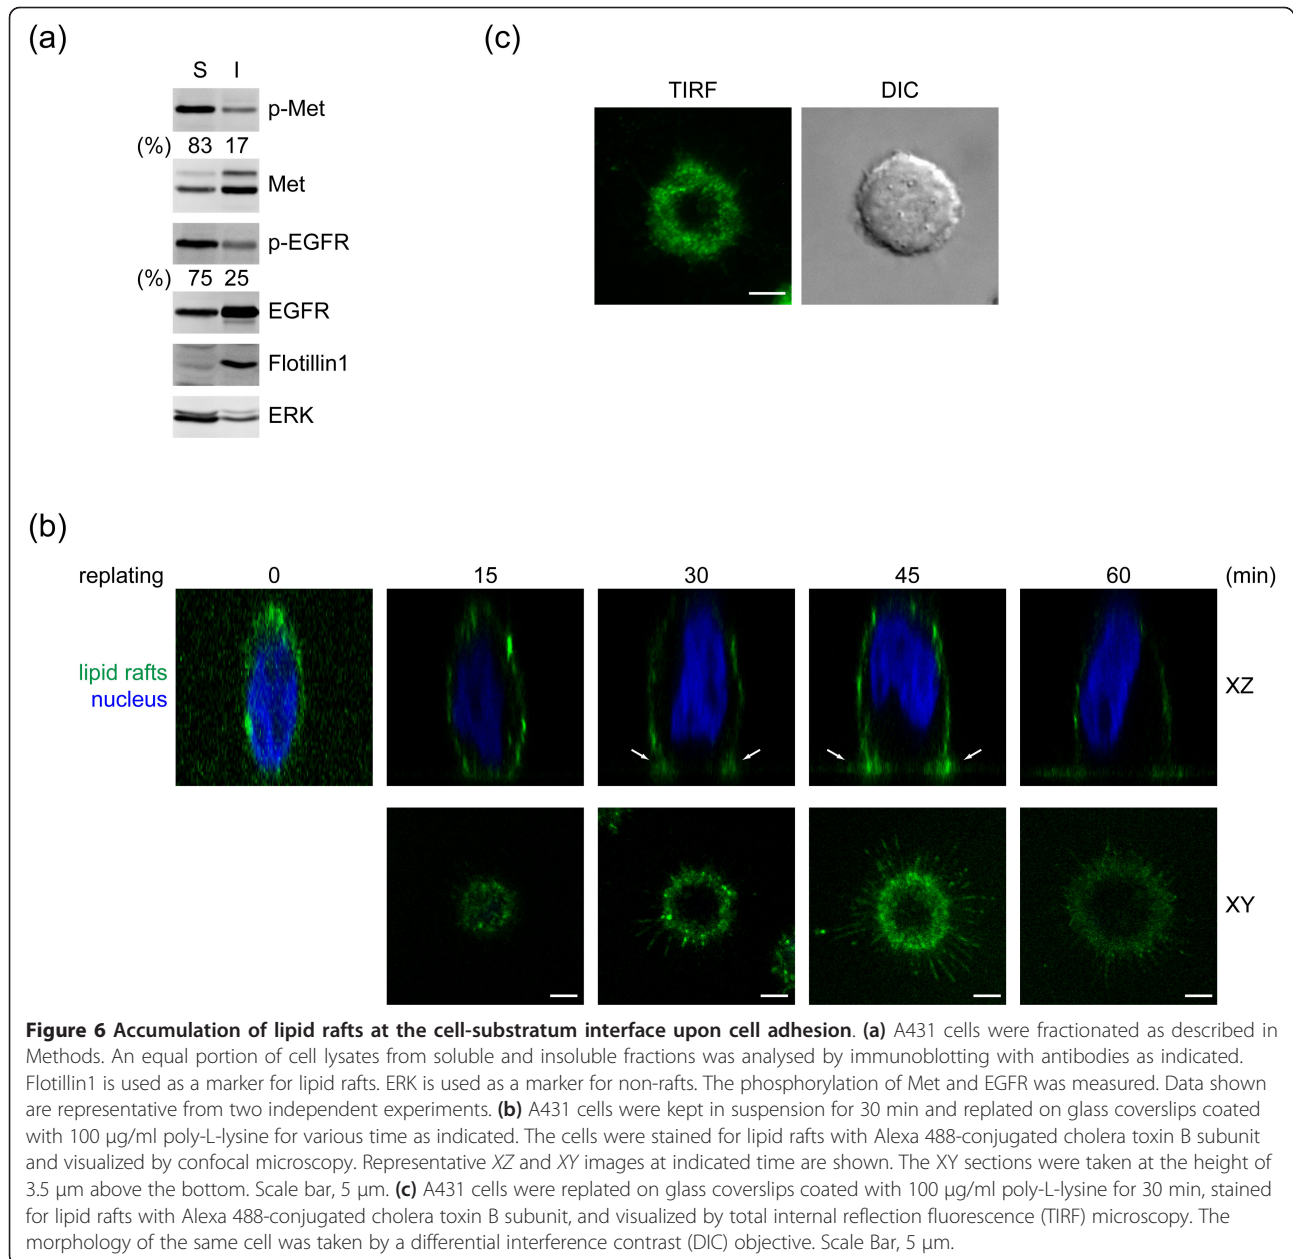 (a)
S I
p-Met
(%) 83 17
Met
p-EGFR
(%) 75 25
EGFR
Flotillin1
ERK
(c)
TIRF DIC
(b)
replating 0 15 30 45 60 (min)
lipid rafts
nucleus
XZ
XY
Figure 6 Accumulation of lipid rafts at the cell-substratum interface upon cell adhesion. (a) A431 cells were fractionated as described in
Methods. An equal portion of cell lysates from soluble and insoluble fractions was analysed by immunoblotting with antibodies as indicated.
Flotillin1 is used as a marker for lipid rafts. ERK is used as a marker for non-rafts. The phosphorylation of Met and EGFR was measured. Data shown
are representative from two independent experiments. (b) A431 cells were kept in suspension for 30 min and replated on glass coverslips coated
with 100 μg/ml poly-L-lysine for various time as indicated. The cells were stained for lipid rafts with Alexa 488-conjugated cholera toxin B subunit
and visualized by confocal microscopy. Representative XZ and XY images at indicated time are shown. The XY sections were taken at the height of
3.5 μm above the bottom. Scale bar, 5 μm. (c) A431 cells were replated on glass coverslips coated with 100 μg/ml poly-L-lysine for 30 min, stained
for lipid rafts with Alexa 488-conjugated cholera toxin B subunit, and visualized by total internal reflection fluorescence (TIRF) microscopy. The
morphology of the same cell was taken by a differential interference contrast (DIC) objective. Scale Bar, 5 μm.